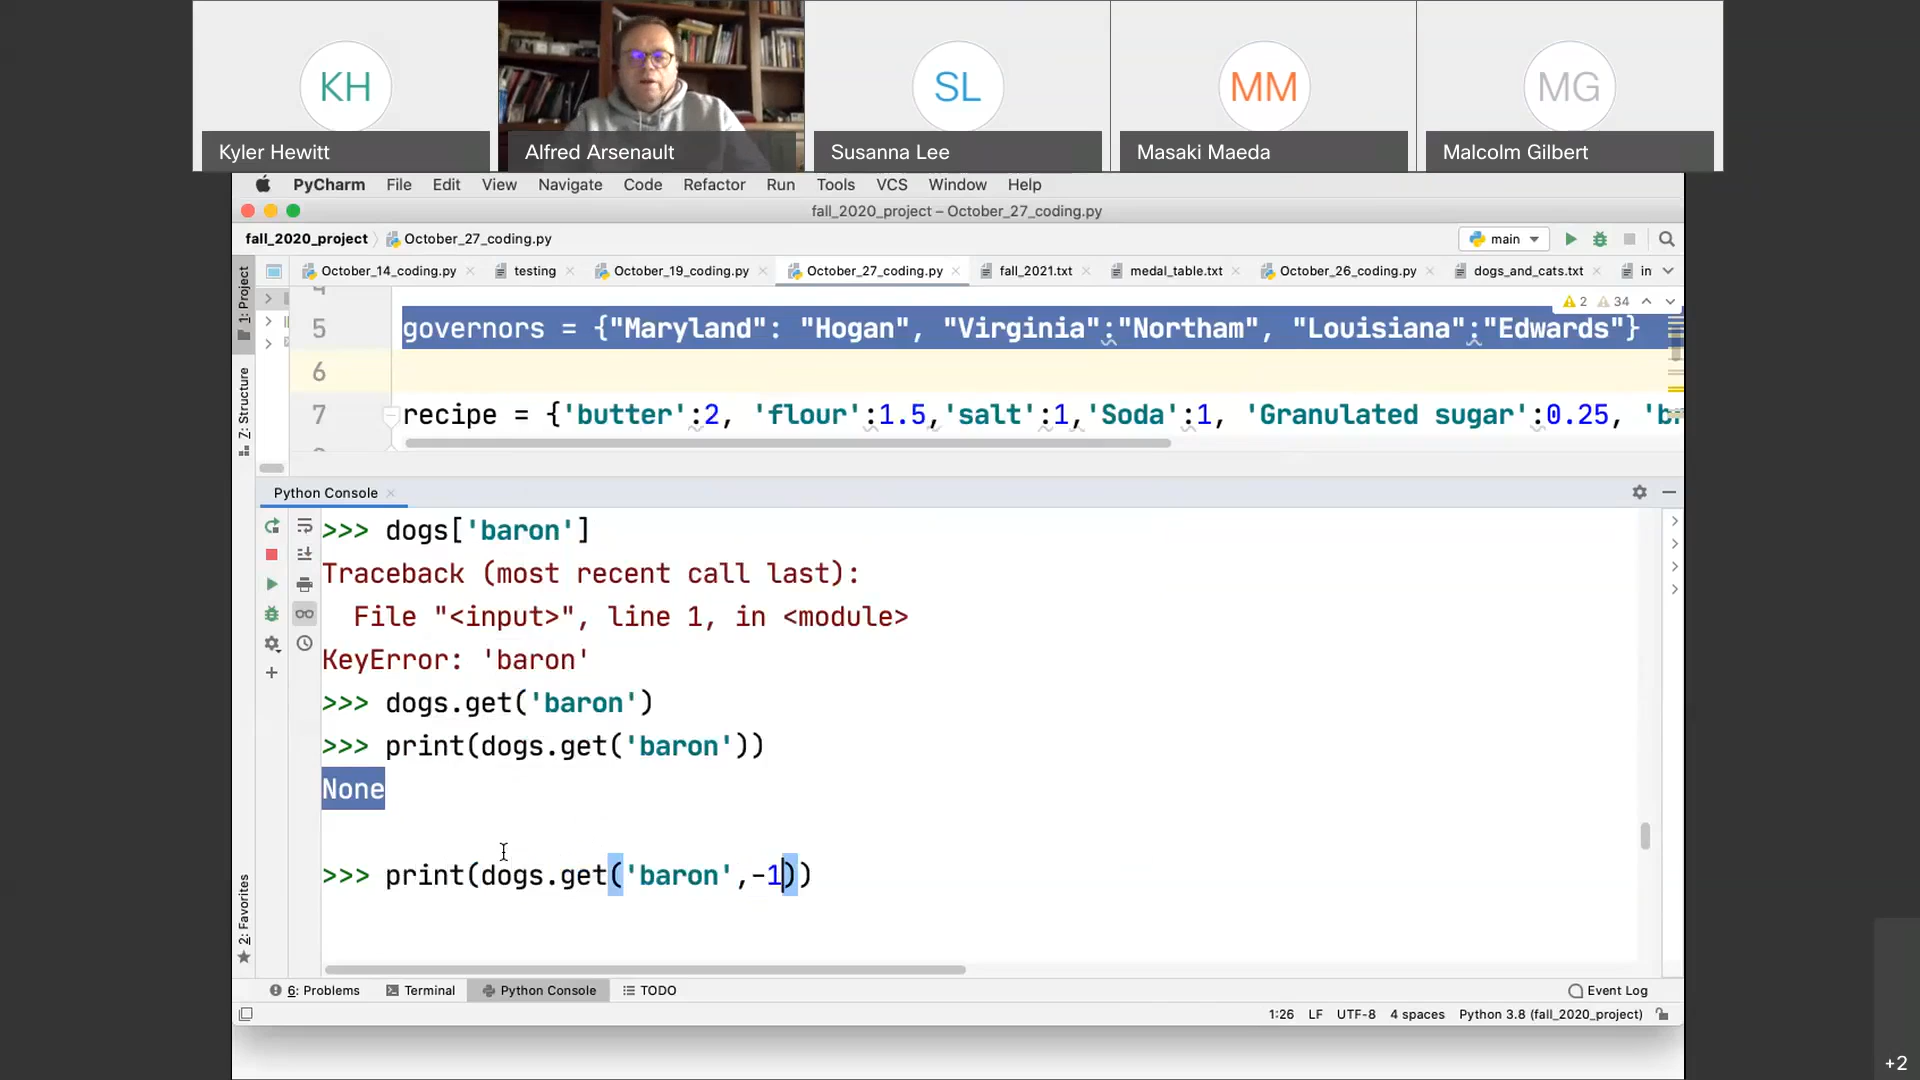 KH
SL
MM
MG
Kyler Hewitt
Alfred Arsenault
Susanna Lee
Masaki Maeda
Malcolm Gilbert
PyCharm File Edit View Navigate Code Refactor Run Tools VCS Window Help
fall_2020_project – October_27_coding.py
fall_2020_project October_27_coding.py
main
October_14_coding.py testing October_19_coding.py October_27_coding.py fall_2021.txt medal_table.txt October_26_coding.py dogs_and_cats.txt in
1: Project
2 34
5 governors = {"Maryland": "Hogan", "Virginia":"Northam", "Louisiana":"Edwards"}
6
7 recipe = {'butter':2, 'flour':1.5,'salt':1,'Soda':1, 'Granulated sugar':0.25, 'br
Z: Structure
Python Console
>>> dogs['baron']
Traceback (most recent call last):
File "<input>", line 1, in <module>
KeyError: 'baron'
>>> dogs.get('baron')
>>> print(dogs.get('baron'))
None
>>> print(dogs.get('baron',-1))
2: Favorites
6: Problems Terminal Python Console TODO Event Log
1:26 LF UTF-8 4 spaces Python 3.8 (fall_2020_project)
+2